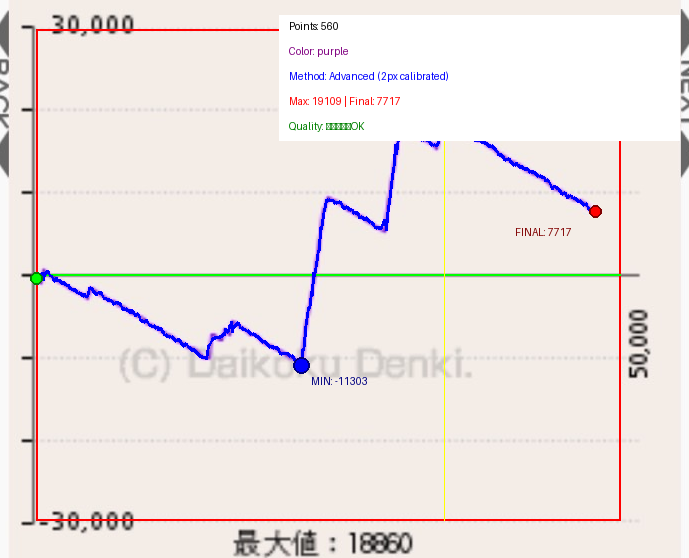 30,000
Points: 560
Color: purple
Method: Advanced (2px calibrated)
Max: 19109 | Final: 7717
Quality: □□□□□OK
BACK
NEXT
FINAL: 7717
MIN: -11303
(C) Daikoku Denki.
50,000
-30,000
最大値：18860